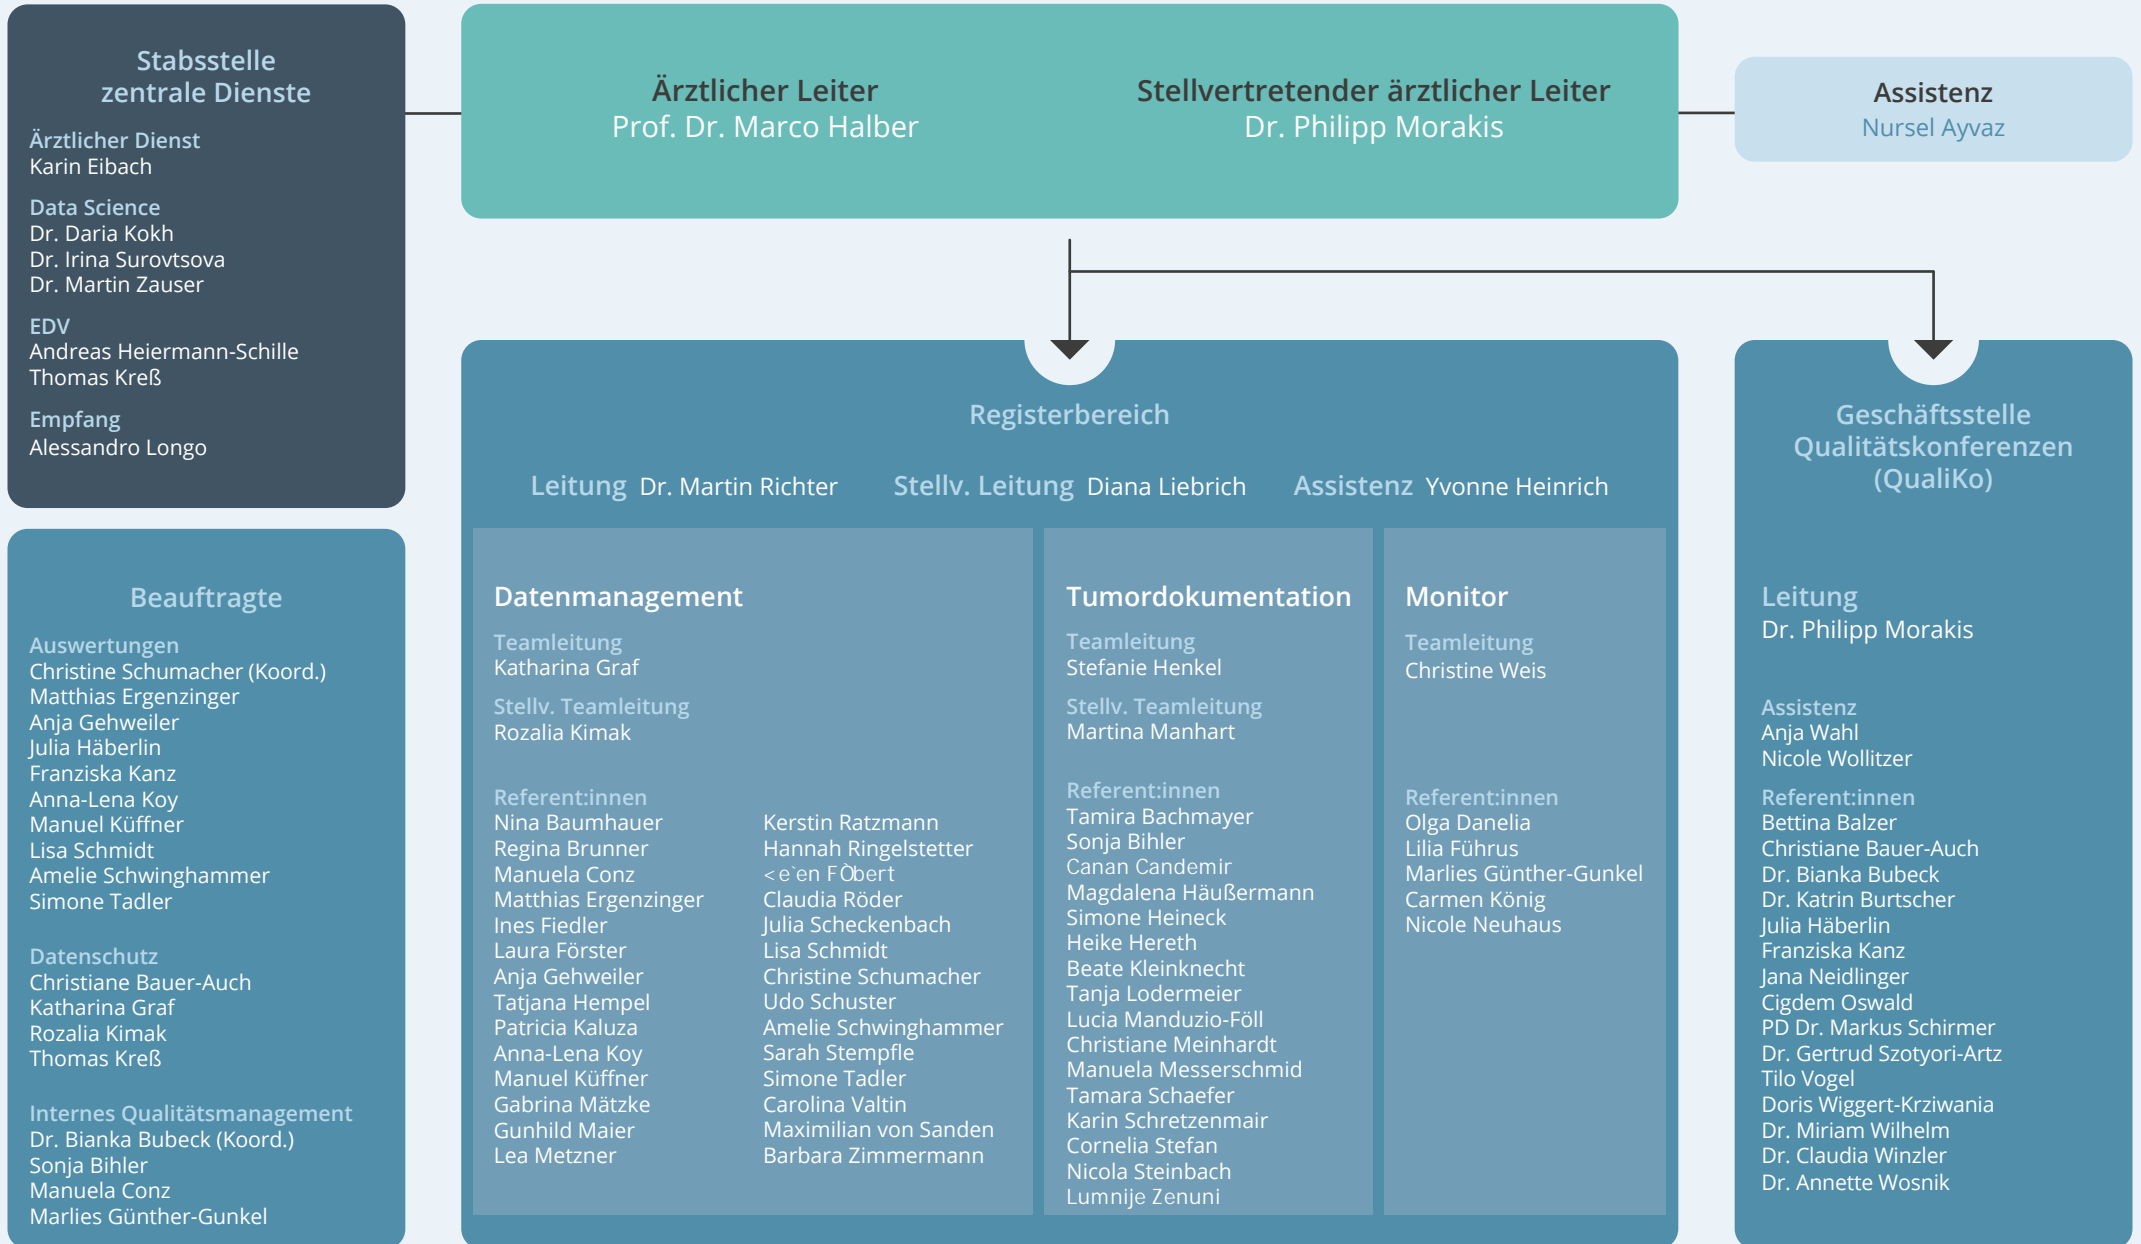 Stabsstelle
zentrale Dienste
Ärztlicher Dienst
Karin Eibach
Data Science
Dr. Daria Kokh
Dr. Irina Surovtsova
Dr. Martin Zauser
EDV
Andreas Heiermann-Schille
Thomas Kreß
Empfang
Alessandro Longo
Ärztlicher Leiter
Prof. Dr. Marco Halber
Stellvertretender ärztlicher Leiter
Dr. Philipp Morakis
Assistenz
Nursel Ayvaz
Beauftragte
Auswertungen
Christine Schumacher (Koord.)
Matthias Ergenzinger
Anja Gehweiler
Julia Häberlin
Franziska Kanz
Anna-Lena Koy
Manuel Küffner
Lisa Schmidt
Amelie Schwinghammer
Simone Tadler
Datenschutz
Christiane Bauer-Auch
Katharina Graf
Rozalia Kimak
Thomas Kreß
Internes Qualitätsmanagement
Dr. Bianka Bubeck (Koord.)
Sonja Bihler
Manuela Conz
Marlies Günther-Gunkel
Registerbereich
Leitung Dr. Martin Richter Stellv. Leitung Diana Liebrich Assistenz Yvonne Heinrich
Datenmanagement
Teamleitung
Katharina Graf
Stellv. Teamleitung
Rozalia Kimak
Referent:innen
Nina Baumhauer
Regina Brunner
Manuela Conz
Matthias Ergenzinger
Ines Fiedler
Laura Förster
Anja Gehweiler
Tatjana Hempel
Patricia Kaluza
Anna-Lena Koy
Manuel Küffner
Gabrina Mätzke
Gunhild Maier
Lea Metzner
Kerstin Ratzmann
Hannah Ringelstetter
<e`en FÒbert
Claudia Röder
Julia Scheckenbach
Lisa Schmidt
Christine Schumacher
Udo Schuster
Amelie Schwinghammer
Sarah Stempfle
Simone Tadler
Carolina Valtin
Maximilian von Sanden
Barbara Zimmermann
Tumordokumentation
Teamleitung
Stefanie Henkel
Stellv. Teamleitung
Martina Manhart
Referent:innen
Tamira Bachmayer
Sonja Bihler
Canan Candemir
Magdalena Häußermann
Simone Heineck
Heike Hereth
Beate Kleinknecht
Tanja Lodermeier
Lucia Manduzio-Föll
Christiane Meinhardt
Manuela Messerschmid
Tamara Schaefer
Karin Schretzenmair
Cornelia Stefan
Nicola Steinbach
Lumnije Zenuni
Monitor
Teamleitung
Christine Weis
Referent:innen
Olga Danelia
Lilia Führus
Marlies Günther-Gunkel
Carmen König
Nicole Neuhaus
Geschäftsstelle
Qualitätskonferenzen
(QualiKo)
Leitung
Dr. Philipp Morakis
Assistenz
Anja Wahl
Nicole Wollitzer
Referent:innen
Bettina Balzer
Christiane Bauer-Auch
Dr. Bianka Bubeck
Dr. Katrin Burtscher
Julia Häberlin
Franziska Kanz
Jana Neidlinger
Cigdem Oswald
PD Dr. Markus Schirmer
Dr. Gertrud Szotyori-Artz
Tilo Vogel
Doris Wiggert-Krziwania
Dr. Miriam Wilhelm
Dr. Claudia Winzler
Dr. Annette Wosnik